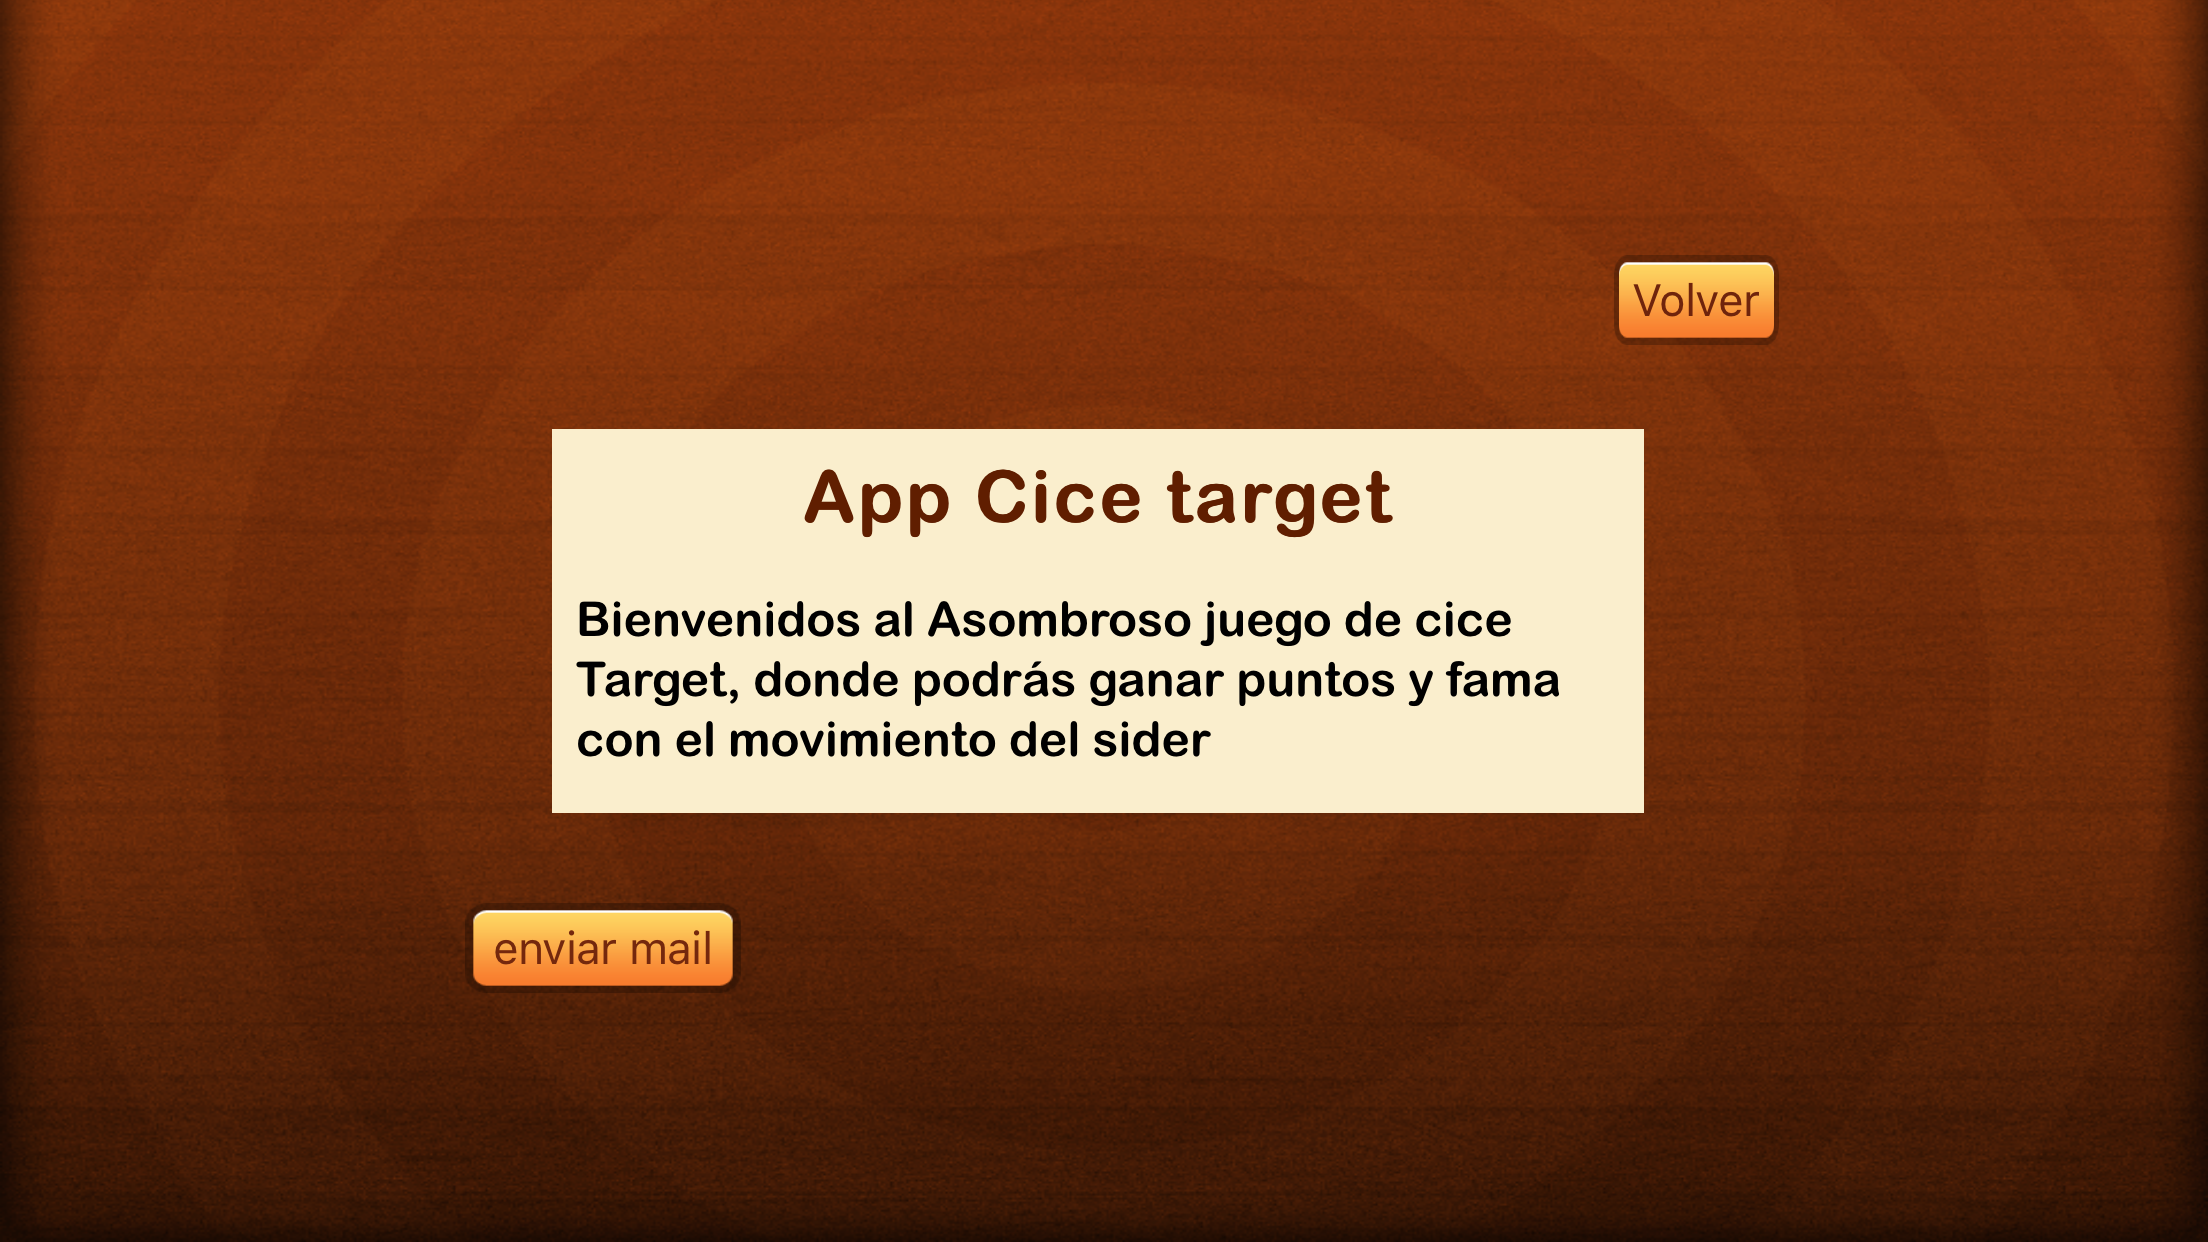 Volver
App Cice target
Bienvenidos al Asombroso juego de cice
Target, donde podrás ganar puntos y fama
con el movimiento del sider
enviar mail